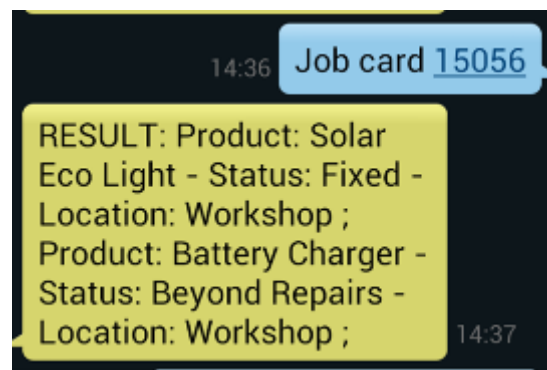 14:36 Job card 15056
RESULT: Product: Solar
Eco Light - Status: Fixed -
Location: Workshop ;
Product: Battery Charger -
Status: Beyond Repairs -
Location: Workshop ; 14:37